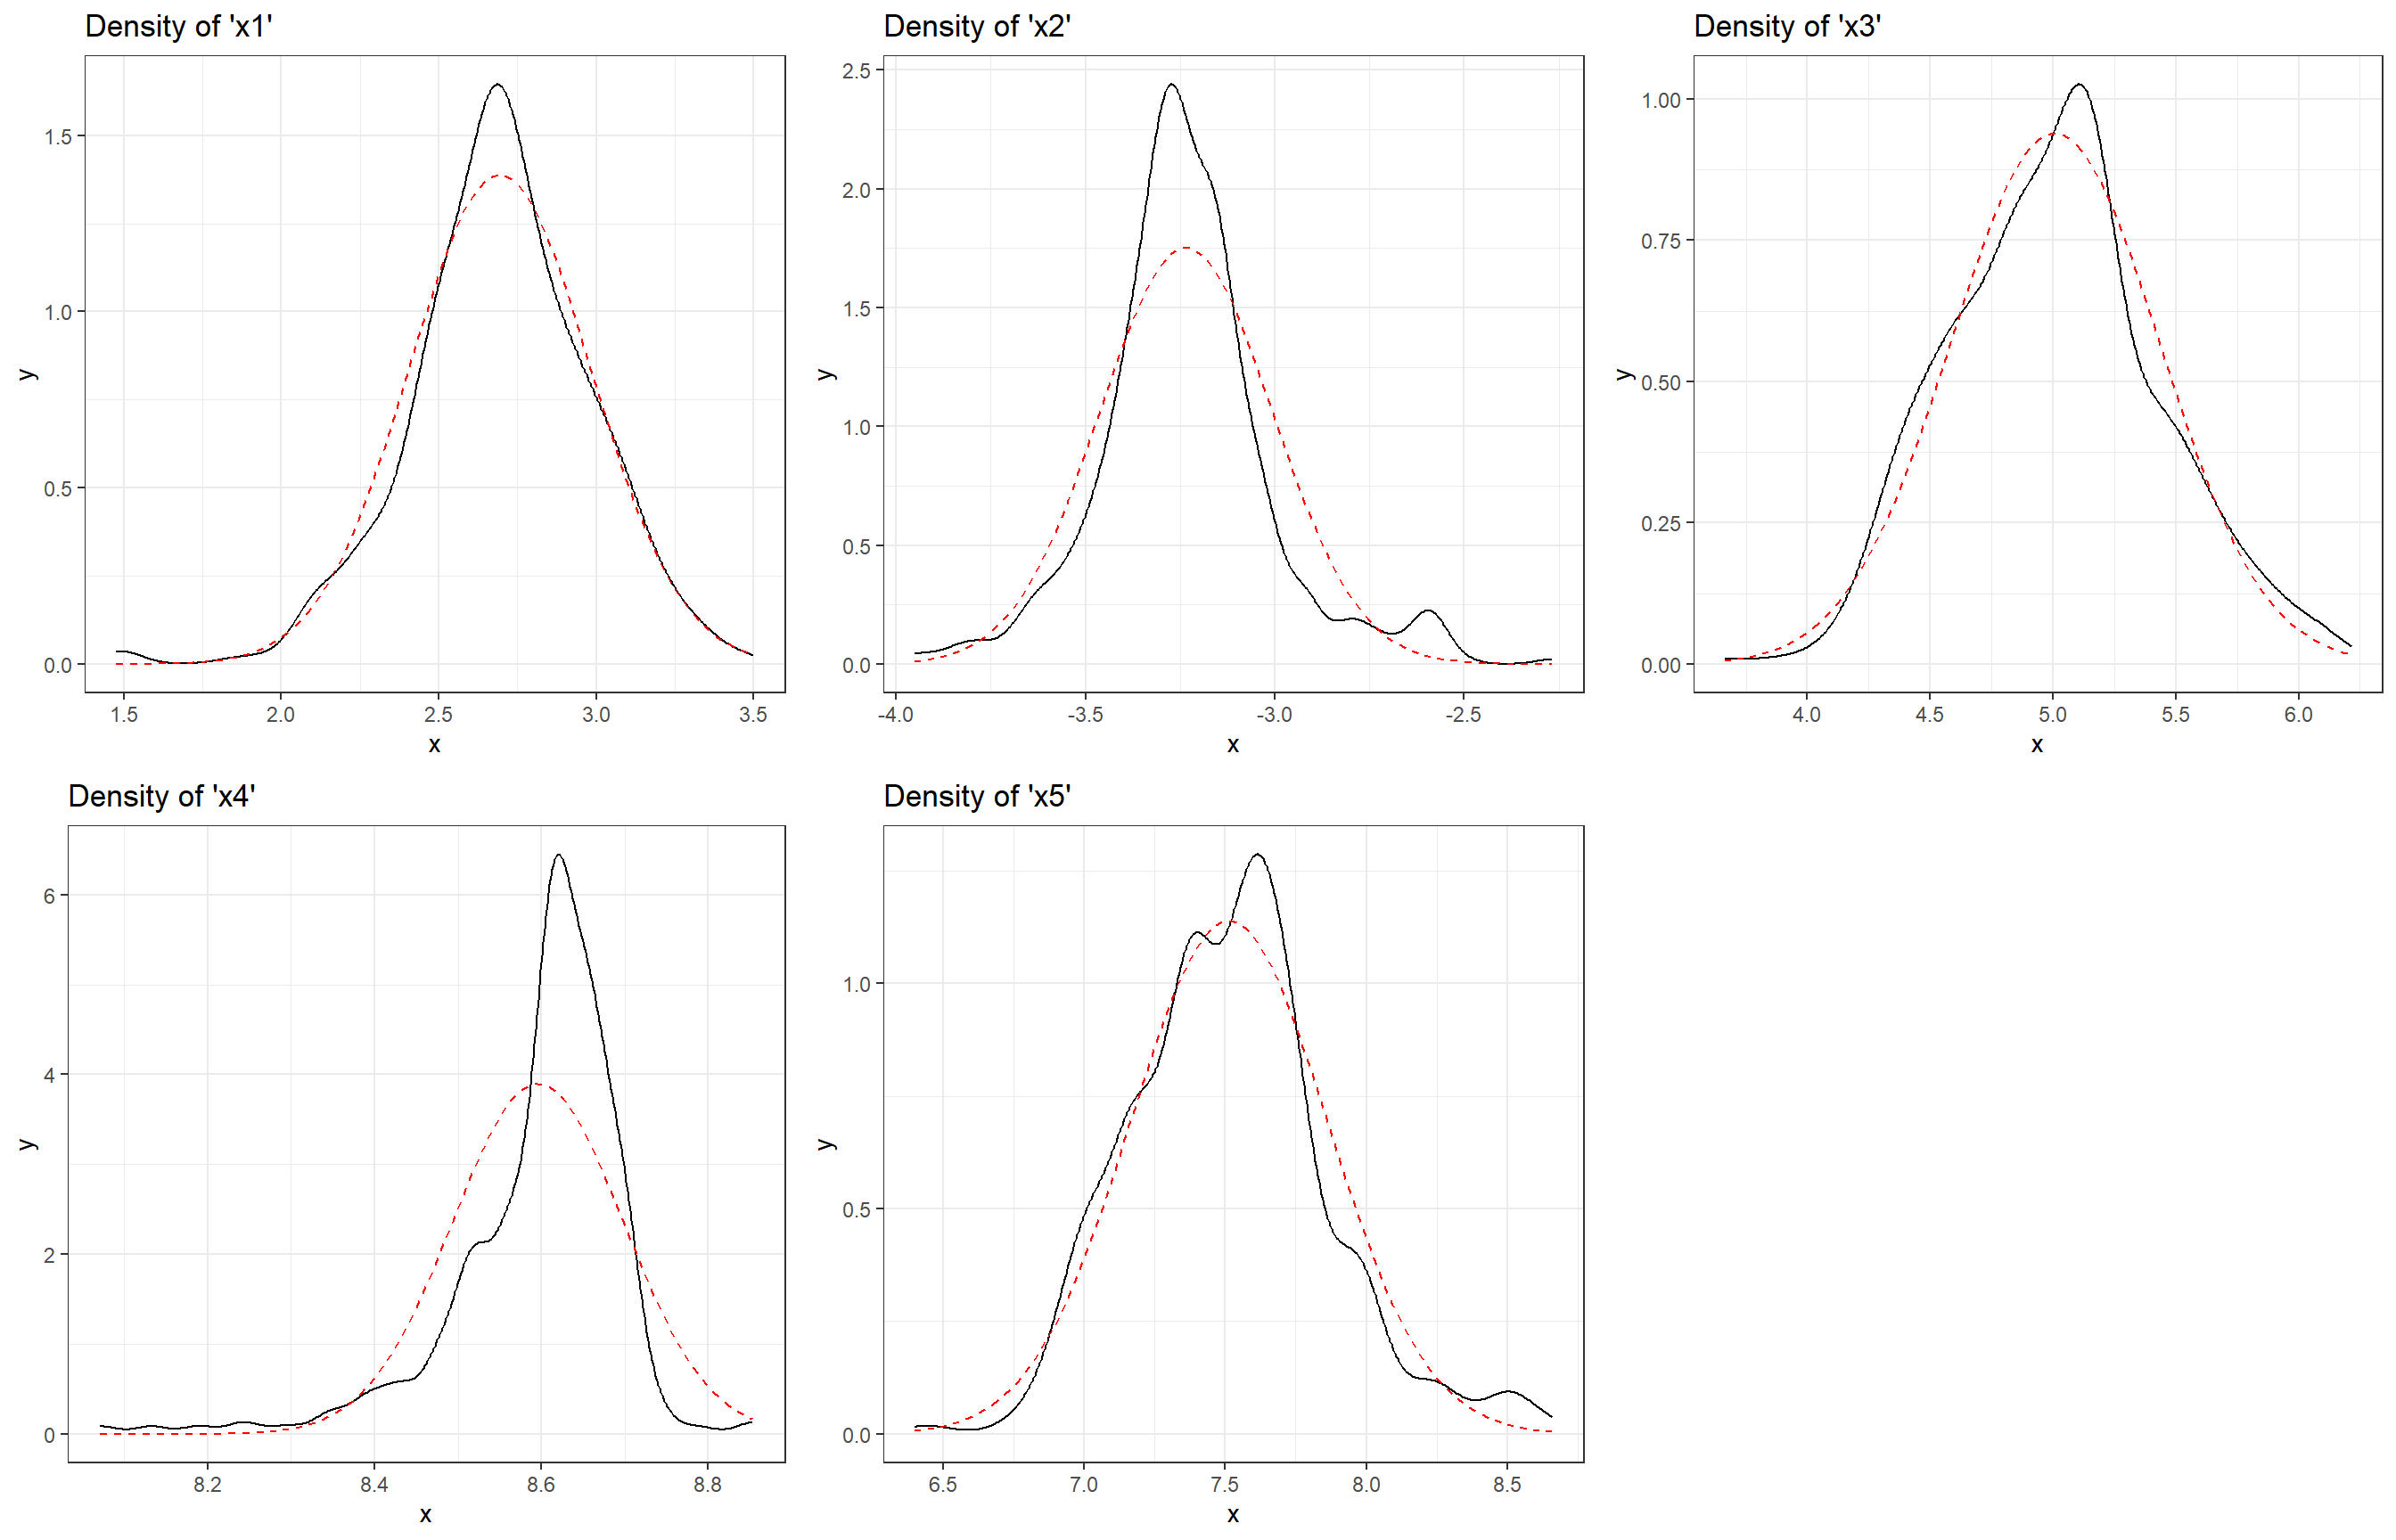 Density of 'x1'
y
1.5
1.0
0.5
0.0
1.5 2.0 2.5 3.0 3.5
x
Density of 'x2'
y
2.5
2.0
1.5
1.0
0.5
0.0
-4.0 -3.5 -3.0 -2.5
x
Density of 'x3'
y
1.00
0.75
0.50
0.25
0.00
4.0 4.5 5.0 5.5 6.0
x
Density of 'x4'
y
6
4
2
0
8.2 8.4 8.6 8.8
x
Density of 'x5'
y
1.0
0.5
0.0
6.5 7.0 7.5 8.0 8.5
x